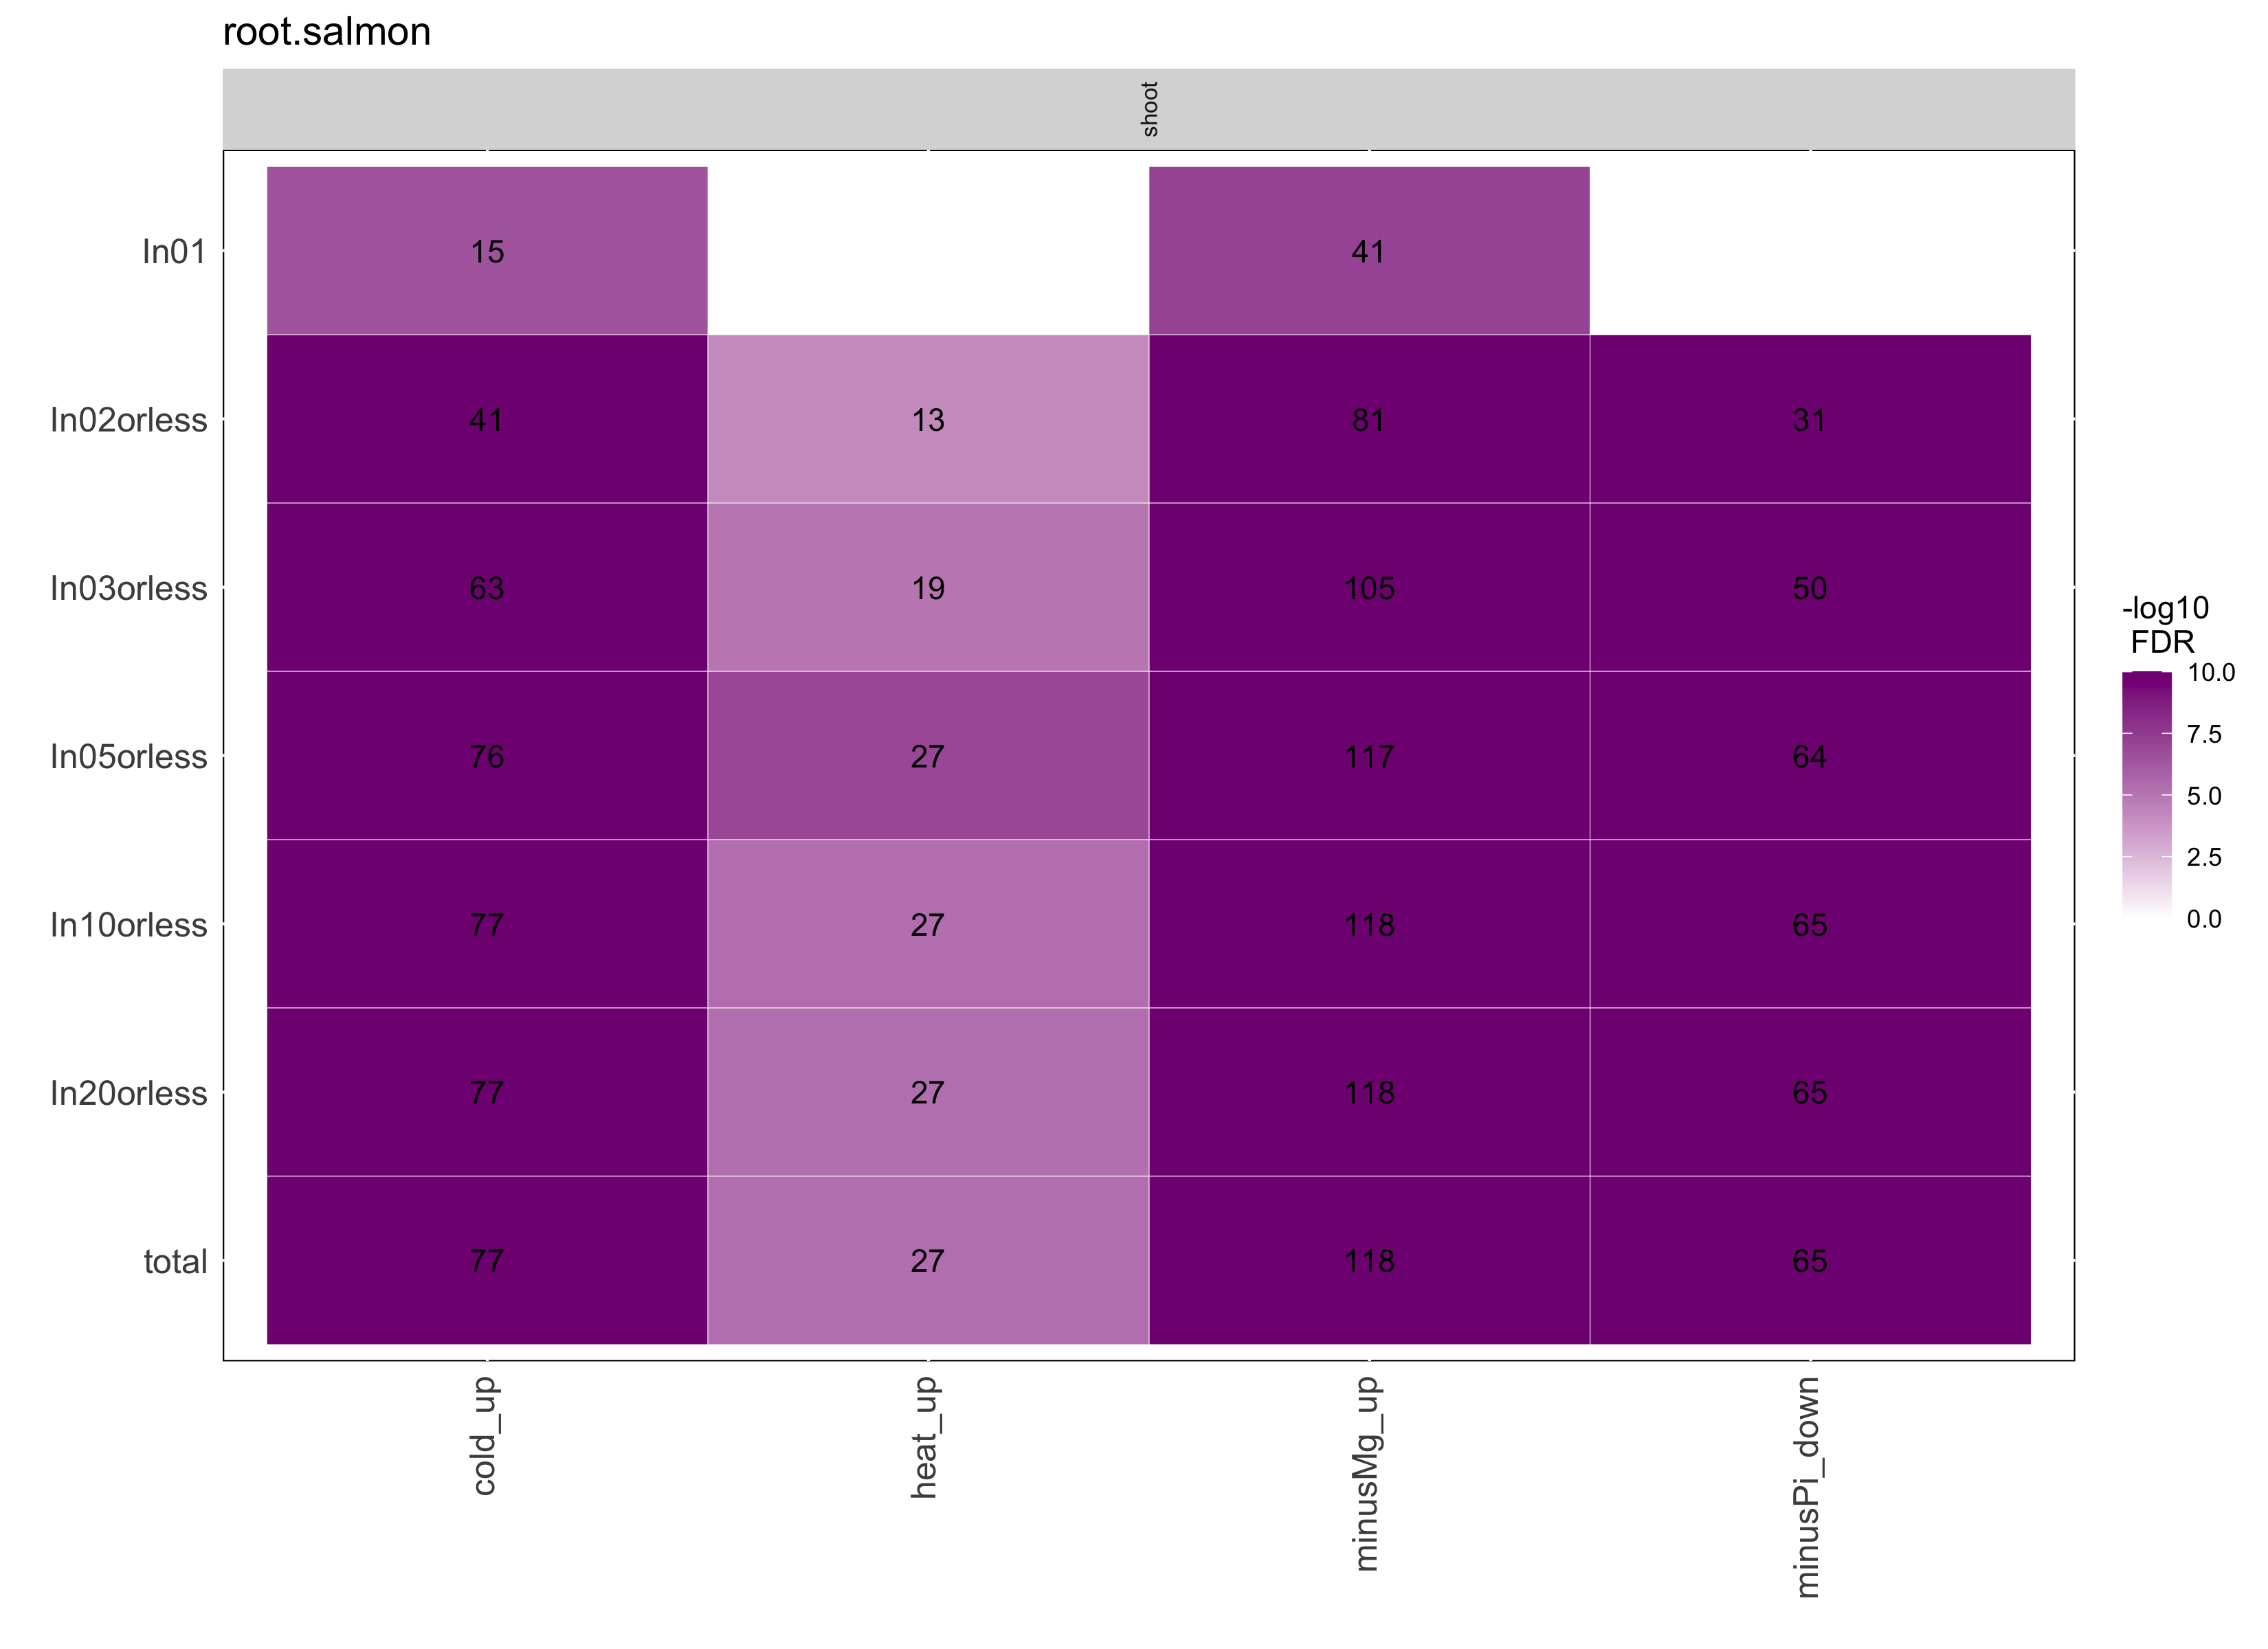 root.salmon
shoot
In01
15
41
In02orless
41
13
81
31
In03orless
63
19
105
50
In05orless
76
27
117
64
In10orless
77
27
118
65
In20orless
77
27
118
65
total
77
27
118
65
cold_up
heat_up
minusMg_up
minusPi_down
-log10
FDR
10.0
7.5
5.0
2.5
0.0